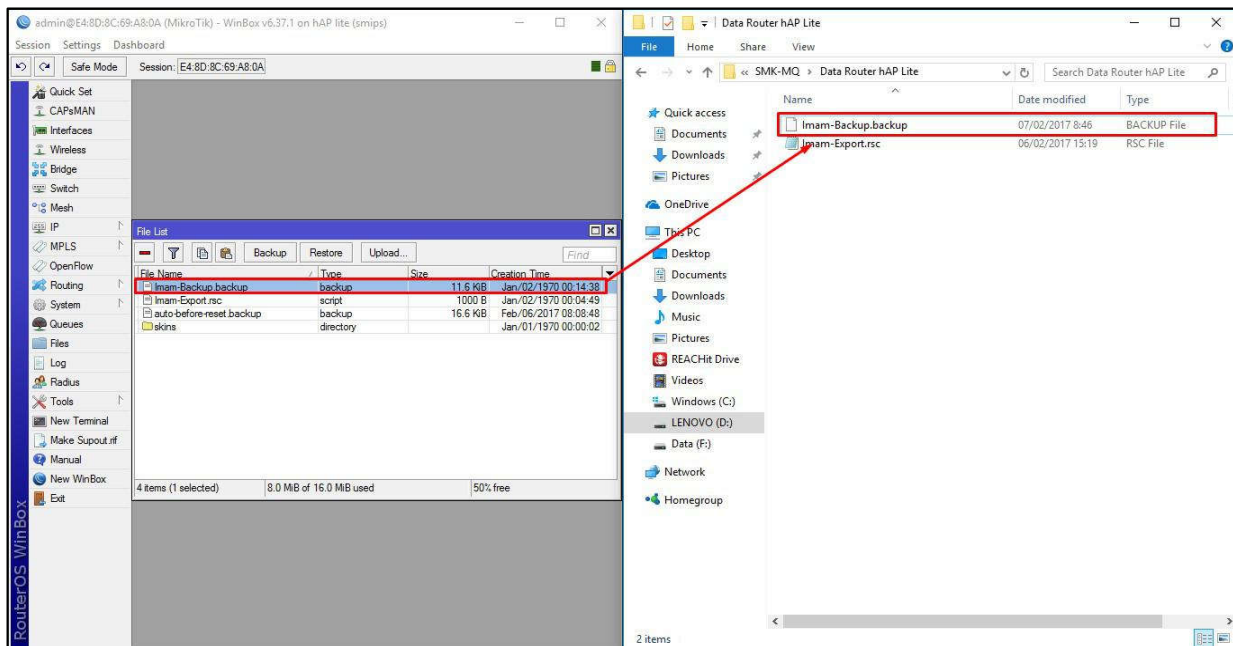 admin@E4:8D:8C:69:A8:0A (MikroTik) - WinBox v6.37.1 on hAP lite (smips)
Session Settings Dashboard
Safe Mode Session: E4:8D:8C:69:A8:0A
Quick Set
CAPsMAN
Interfaces
Wireless
Bridge
Switch
Mesh
IP
MPLS
OpenFlow
Routing
System
Queues
Files
Log
Radius
Tools
New Terminal
Make Supout.rif
Manual
New WinBox
Exit
RouterOS WinBox
File List
Backup Restore Upload... Find
File Name Type Size Creation Time
Imam-Backup.backup backup 11.6 KiB Jan/02/1970 00:14:38
Imam-Export.rsc script 1000 B Jan/02/1970 00:04:49
auto-before-reset.backup backup 16.6 KiB Feb/06/2017 08:08:48
skins directory Jan/01/1970 00:00:02
4 items (1 selected) 8.0 MiB of 16.0 MiB used 50% free
Data Router hAP Lite
File Home Share View
« SMK-MQ › Data Router hAP Lite Search Data Router hAP Lite
Name Date modified Type
Imam-Backup.backup 07/02/2017 8:46 BACKUP File
Imam-Export.rsc 06/02/2017 15:19 RSC File
Quick access
Documents
Downloads
Pictures
OneDrive
This PC
Desktop
Documents
Downloads
Music
Pictures
REACHit Drive
Videos
Windows (C:)
LENOVO (D:)
Data (F:)
Network
Homegroup
2 items